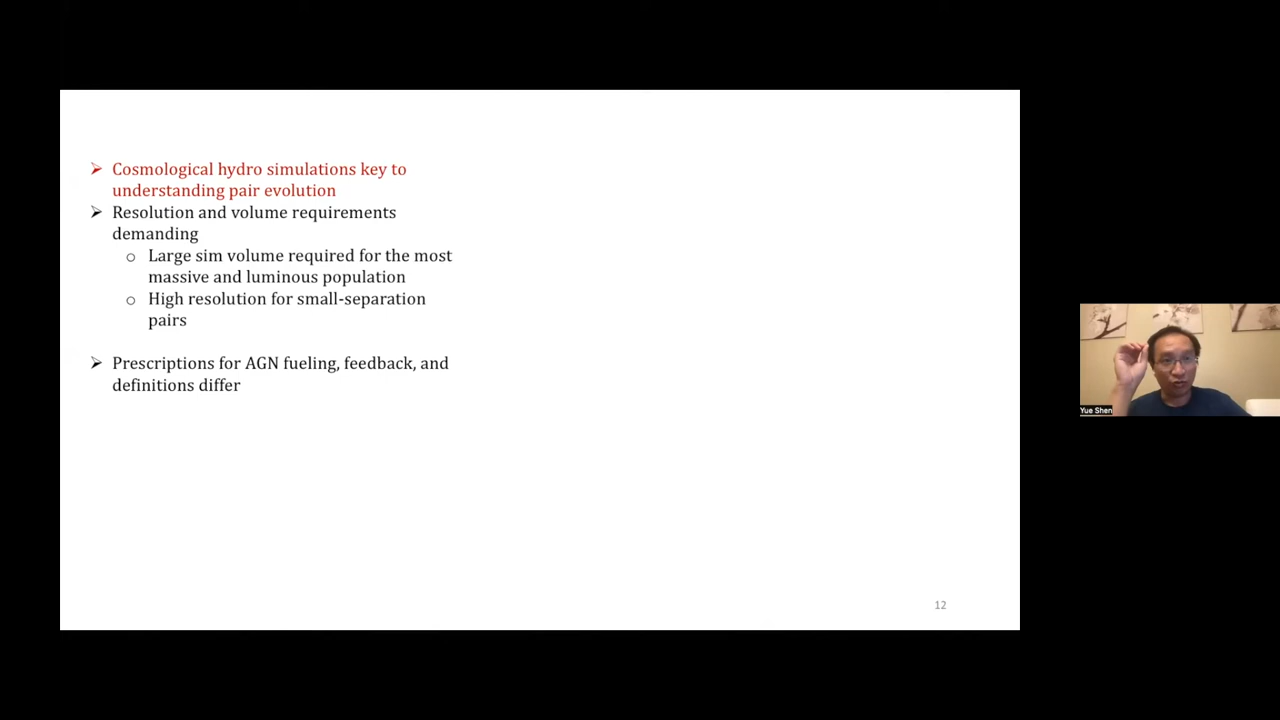 ➢ Cosmological hydro simulations key to
understanding pair evolution
➢ Resolution and volume requirements
demanding
o Large sim volume required for the most
massive and luminous population
o High resolution for small-separation
pairs
➢ Prescriptions for AGN fueling, feedback, and
definitions differ
Yue Shen
12